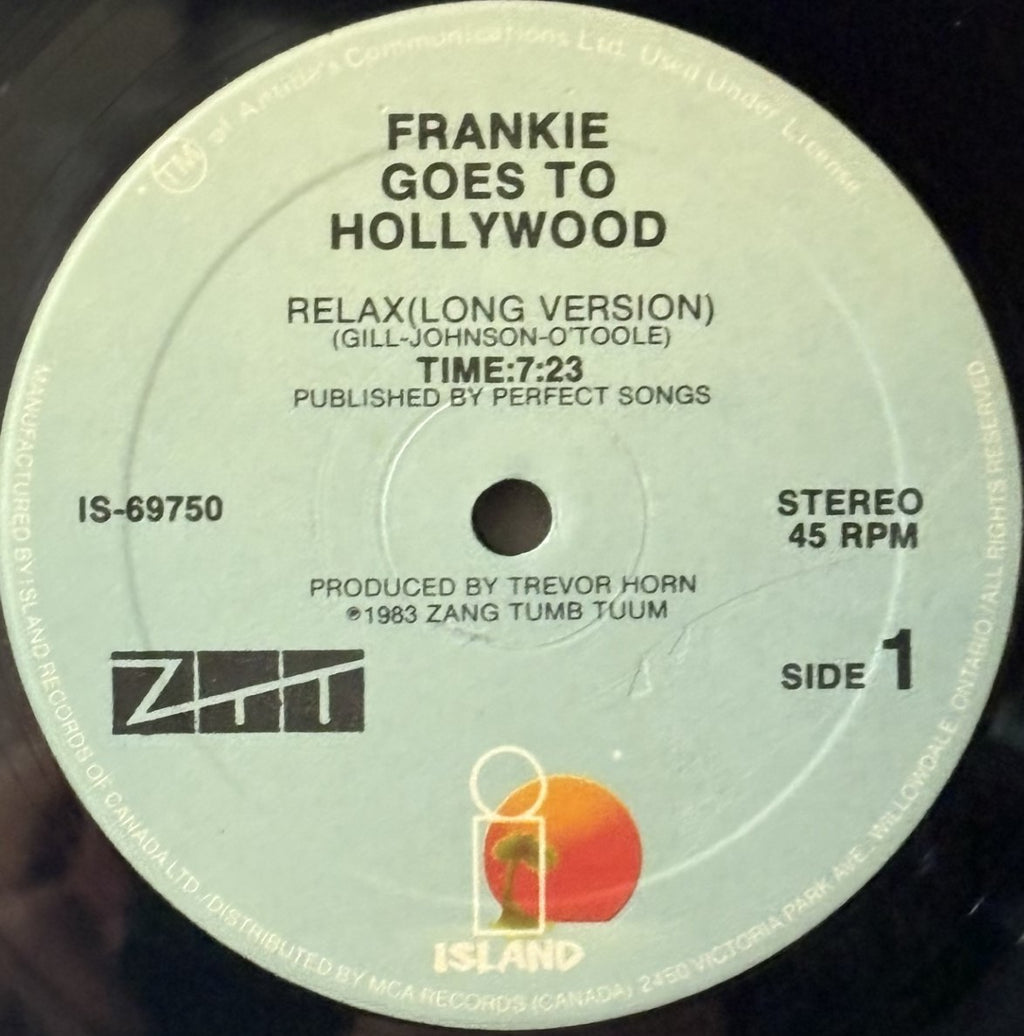 TM of Antilla's Communications Ltd. Used Under License.
FRANKIE
GOES TO
HOLLYWOOD
RELAX(LONG VERSION)
(GILL-JOHNSON-O'TOOLE)
TIME:7:23
PUBLISHED BY PERFECT SONGS
IS-69750
STEREO
45 RPM
PRODUCED BY TREVOR HORN
℗1983 ZANG TUMB TUUM
ZTT
SIDE 1
ISLAND
MANUFACTURED BY ISLAND RECORDS OF CANADA LTD./DISTRIBUTED BY MCA RECORDS (CANADA) 2450 VICTORIA PARK AVE., WILLOWDALE, ONTARIO./ALL RIGHTS RESERVED